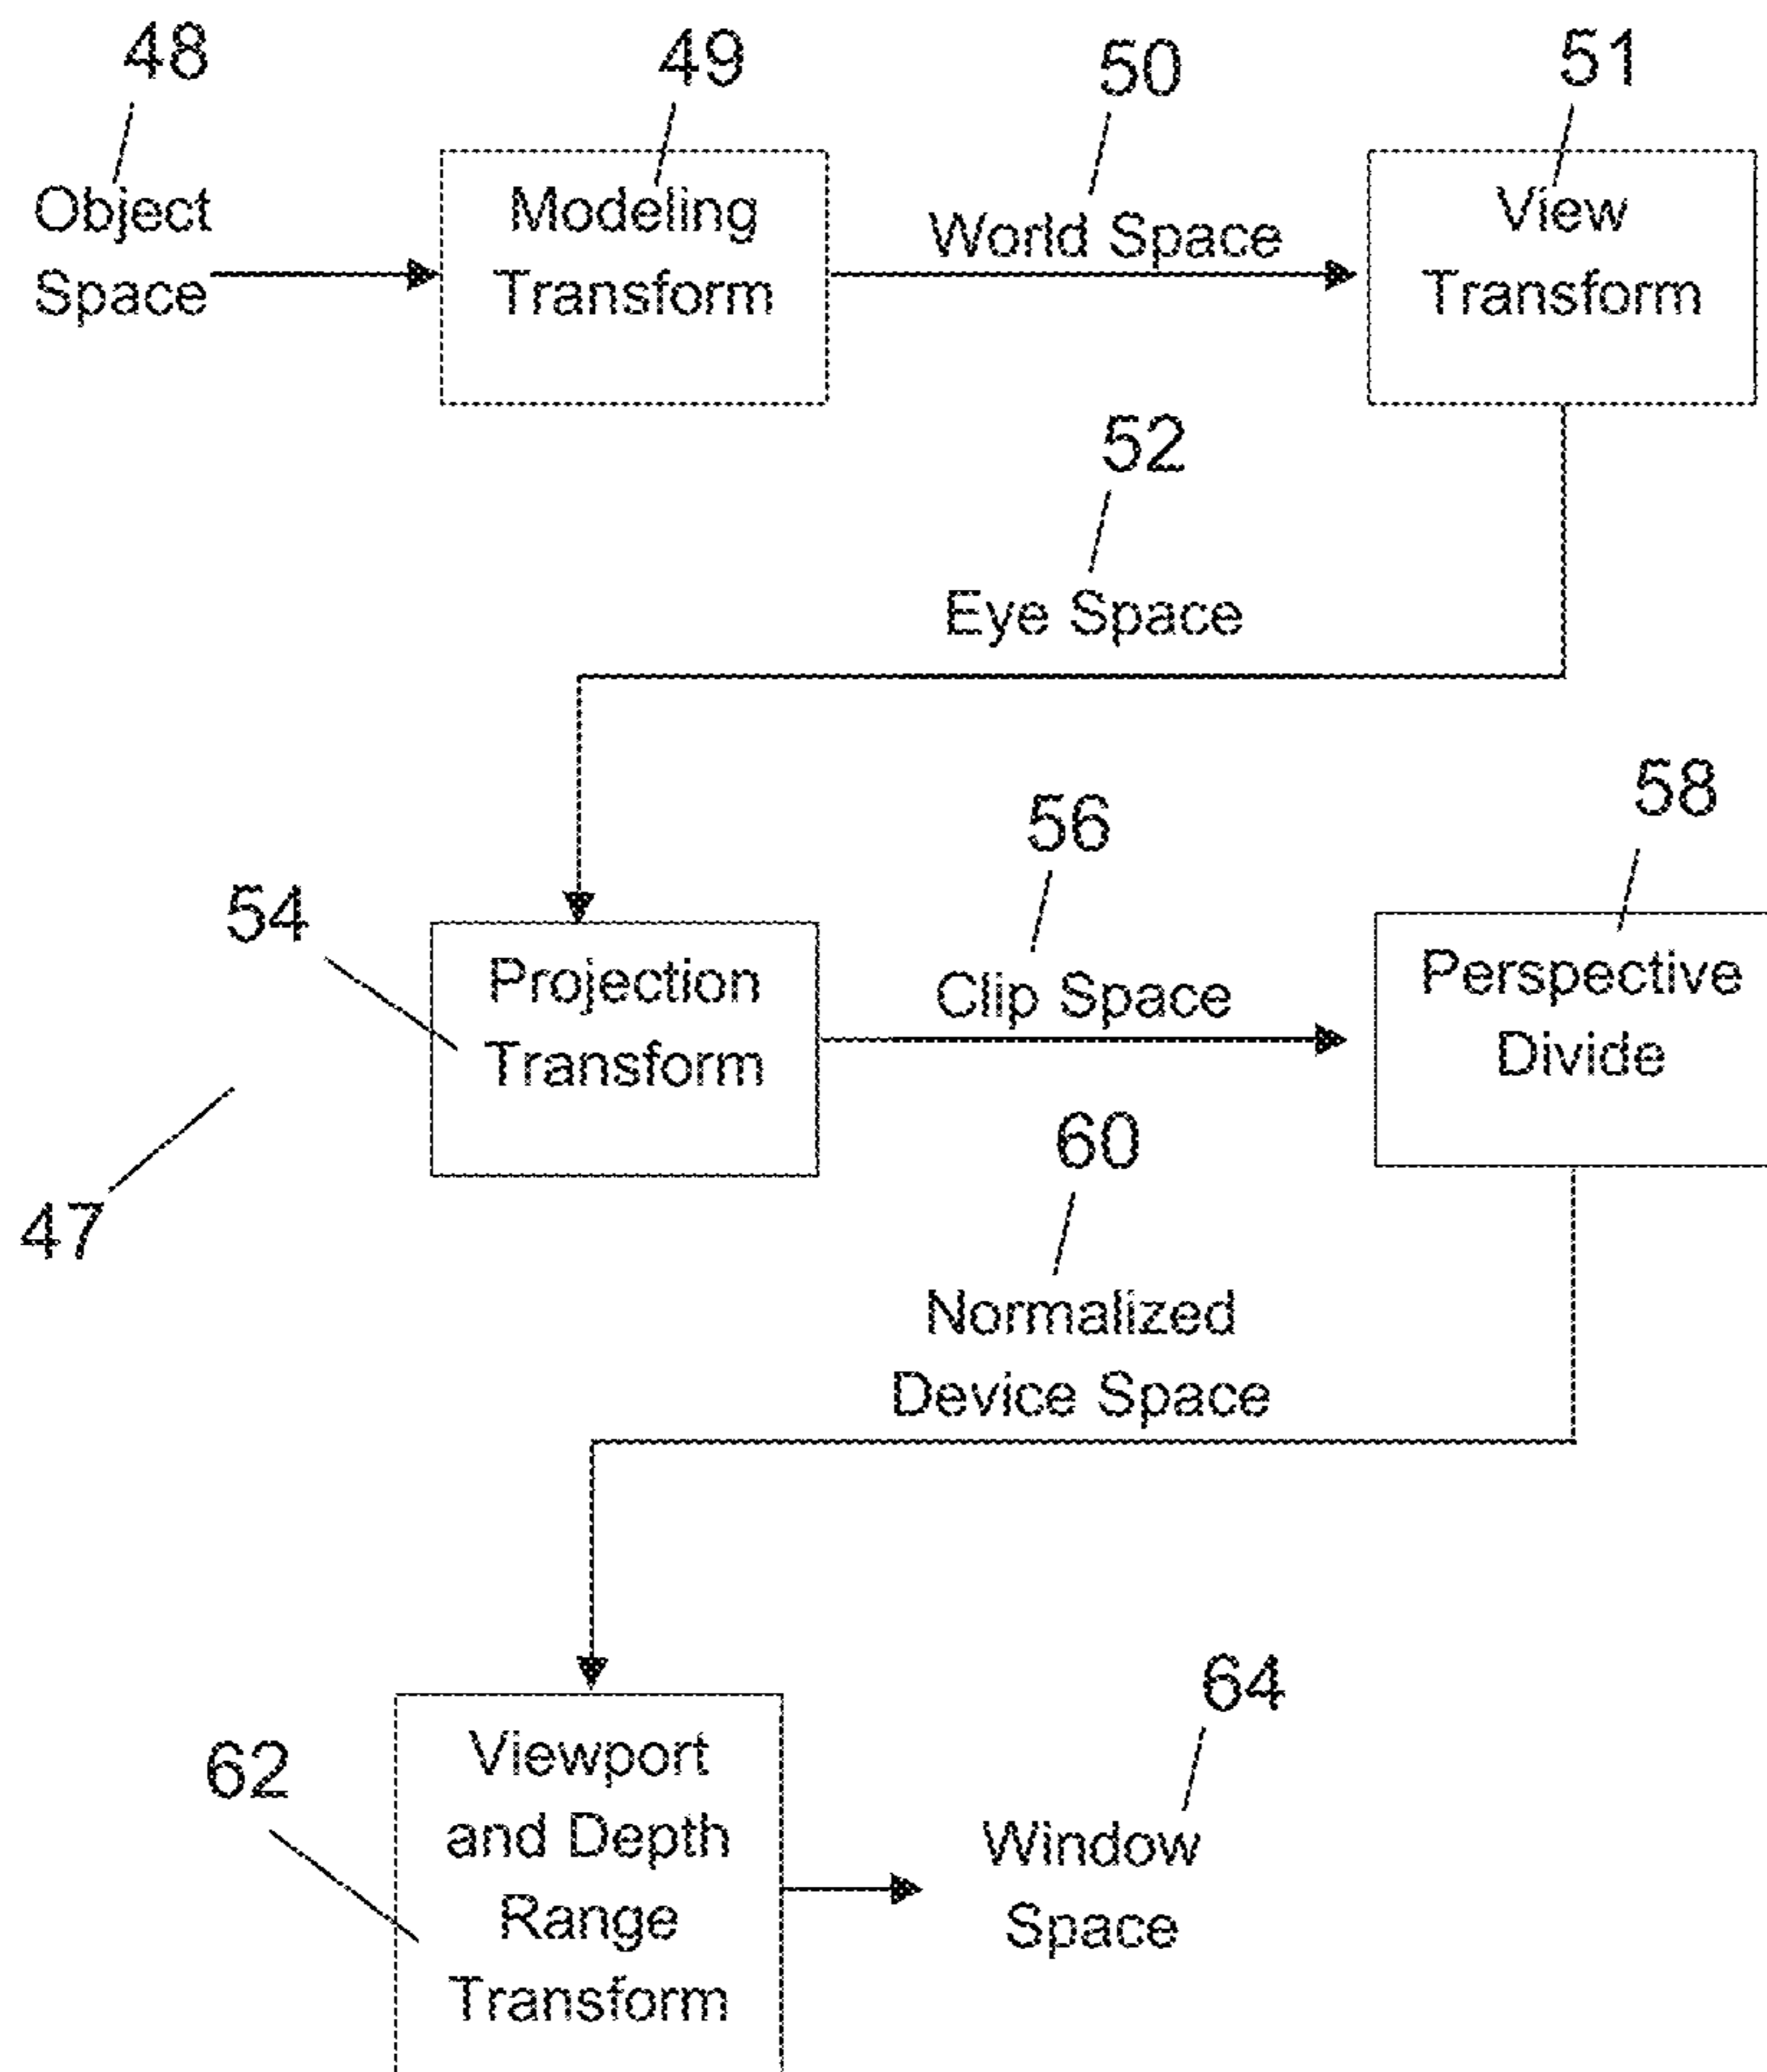 48
49
50
51
Object
Space
Modeling
Transform
World Space
View
Transform
52
Eye Space
54
Projection
Transform
56
Clip Space
58
Perspective
Divide
47
60
Normalized
Device Space
62
Viewport
and Depth
Range
Transform
64
Window
Space